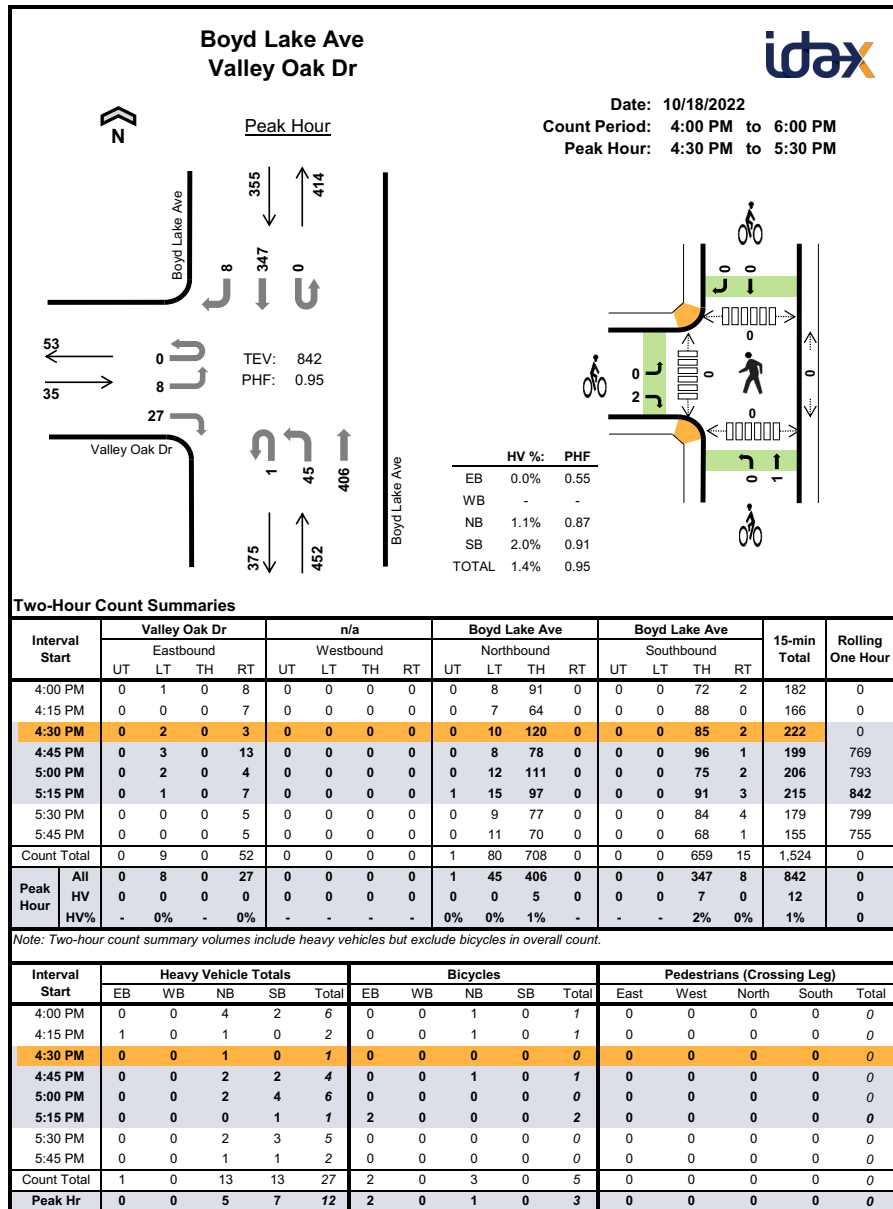 Boyd Lake Ave
Valley Oak Dr
idax
Date: 10/18/2022
Count Period: 4:00 PM to 6:00 PM
Peak Hour: 4:30 PM to 5:30 PM
N
Peak Hour
355
414
Boyd Lake Ave
8
347
0
53
35
0
8
27
TEV: 842
PHF: 0.95
Valley Oak Dr
1
45
406
375
452
Boyd Lake Ave
HV %: PHF
EB 0.0% 0.55
WB - -
NB 1.1% 0.87
SB 2.0% 0.91
TOTAL 1.4% 0.95
0 0
0
0
2
0
0
0
0
0 1
Two-Hour Count Summaries
Interval Start Valley Oak Dr n/a Boyd Lake Ave Boyd Lake Ave 15-min Total Rolling One Hour
Eastbound Westbound Northbound Southbound
UT LT TH RT UT LT TH RT UT LT TH RT UT LT TH RT
4:00 PM 0 1 0 8 0 0 0 0 0 8 91 0 0 0 72 2 182 0
4:15 PM 0 0 0 7 0 0 0 0 0 7 64 0 0 0 88 0 166 0
4:30 PM 0 2 0 3 0 0 0 0 0 10 120 0 0 0 85 2 222 0
4:45 PM 0 3 0 13 0 0 0 0 0 8 78 0 0 0 96 1 199 769
5:00 PM 0 2 0 4 0 0 0 0 0 12 111 0 0 0 75 2 206 793
5:15 PM 0 1 0 7 0 0 0 0 1 15 97 0 0 0 91 3 215 842
5:30 PM 0 0 0 5 0 0 0 0 0 9 77 0 0 0 84 4 179 799
5:45 PM 0 0 0 5 0 0 0 0 0 11 70 0 0 0 68 1 155 755
Count Total 0 9 0 52 0 0 0 0 1 80 708 0 0 0 659 15 1,524 0
Peak Hour All 0 8 0 27 0 0 0 0 1 45 406 0 0 0 347 8 842 0
HV 0 0 0 0 0 0 0 0 0 0 5 0 0 0 7 0 12 0
HV% - 0% - 0% - - - - 0% 0% 1% - - - 2% 0% 1% 0
Note: Two-hour count summary volumes include heavy vehicles but exclude bicycles in overall count.
Interval Start Heavy Vehicle Totals Bicycles Pedestrians (Crossing Leg)
EB WB NB SB Total EB WB NB SB Total East West North South Total
4:00 PM 0 0 4 2 6 0 0 1 0 1 0 0 0 0 0
4:15 PM 1 0 1 0 2 0 0 1 0 1 0 0 0 0 0
4:30 PM 0 0 1 0 1 0 0 0 0 0 0 0 0 0 0
4:45 PM 0 0 2 2 4 0 0 1 0 1 0 0 0 0 0
5:00 PM 0 0 2 4 6 0 0 0 0 0 0 0 0 0 0
5:15 PM 0 0 0 1 1 2 0 0 0 2 0 0 0 0 0
5:30 PM 0 0 2 3 5 0 0 0 0 0 0 0 0 0 0
5:45 PM 0 0 1 1 2 0 0 0 0 0 0 0 0 0 0
Count Total 1 0 13 13 27 2 0 3 0 5 0 0 0 0 0
Peak Hr 0 0 5 7 12 2 0 1 0 3 0 0 0 0 0